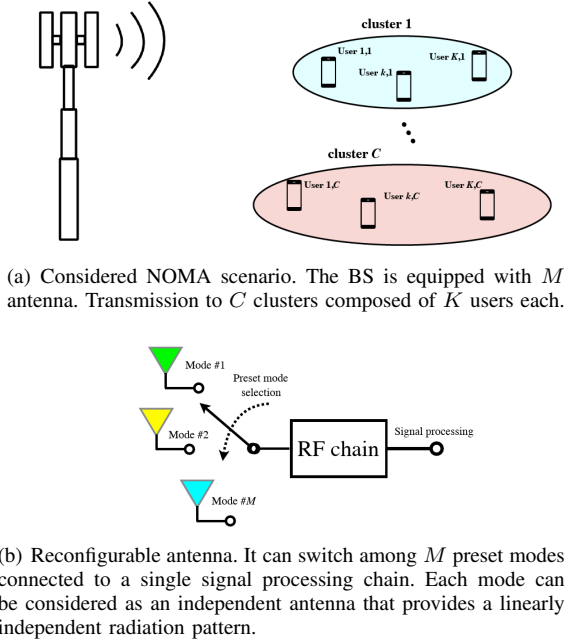 cluster 1
User 1,1
User k,1
User K,1
cluster C
User 1,C
User k,C
User K,C
(a) Considered NOMA scenario. The BS is equipped with M
antenna. Transmission to C clusters composed of K users each.
Mode #1
Preset mode
selection
Mode #2
RF chain
Signal processing
Mode #M
(b) Reconfigurable antenna. It can switch among M preset modes
connected to a single signal processing chain. Each mode can
be considered as an independent antenna that provides a linearly
independent radiation pattern.